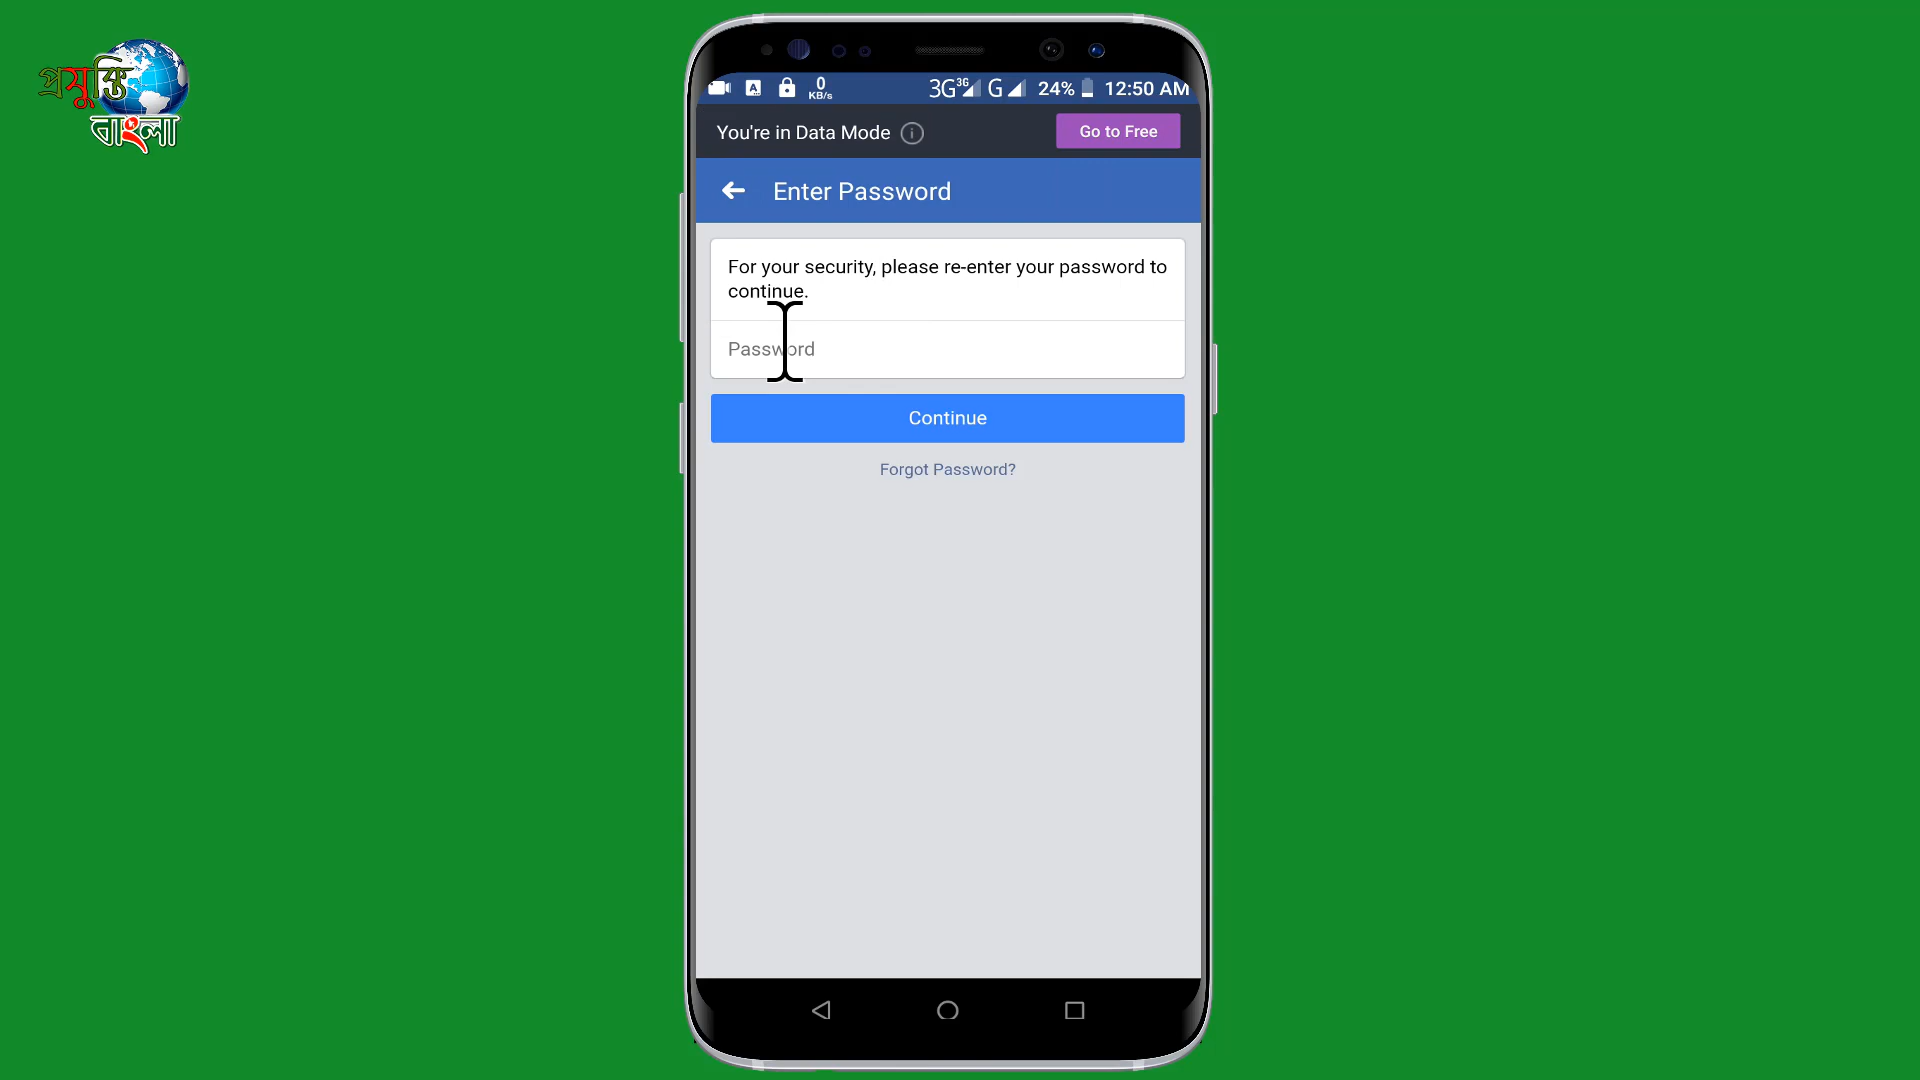 প্রযুক্তি
বাংলা
0
KB/s
3G 3G G 24% 12:50 AM
You're in Data Mode
Go to Free
Enter Password
For your security, please re-enter your password to
continue.
Password
Continue
Forgot Password?